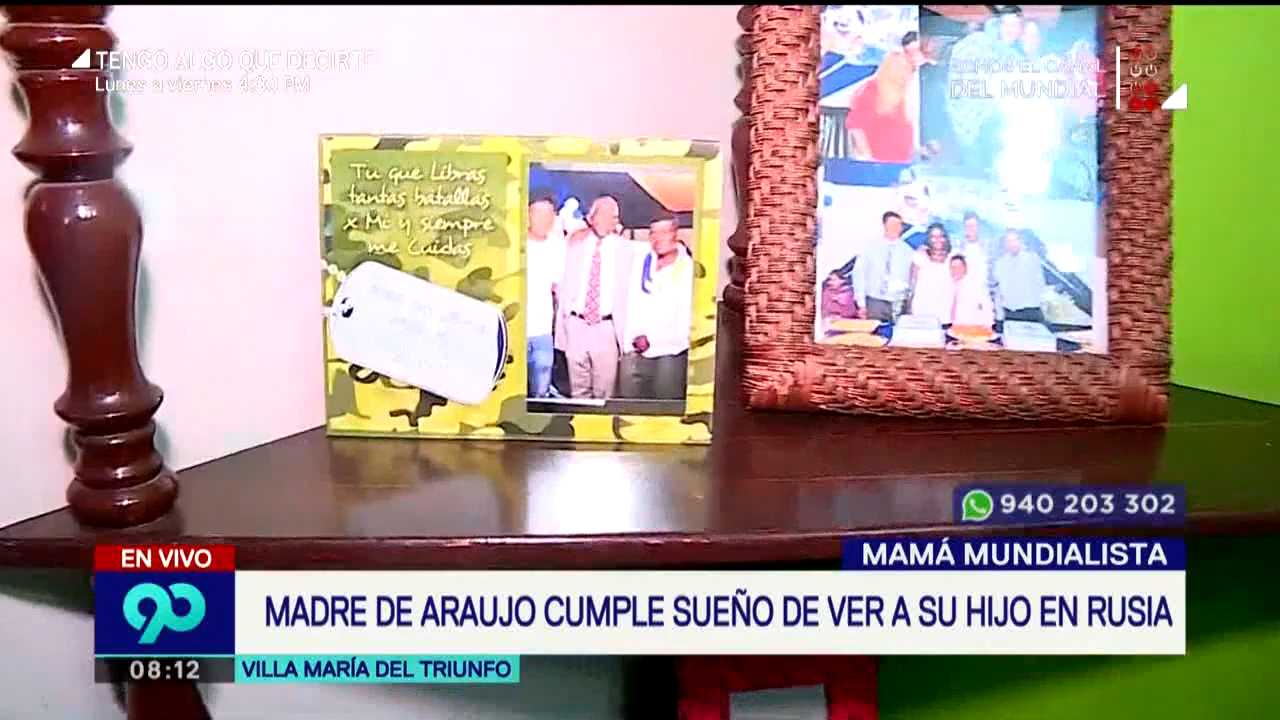 TENGO ALGO QUE DECIRTE
Lunes a viernes 4:30 PM
SOMOS EL CANAL
DEL MUNDIAL
Tu que Libras
tantas batallas
x Mi y siempre
me Cuidas
940 203 302
MAMÁ MUNDIALISTA
EN VIVO
90
MADRE DE ARAUJO CUMPLE SUEÑO DE VER A SU HIJO EN RUSIA
08:12
VILLA MARÍA DEL TRIUNFO